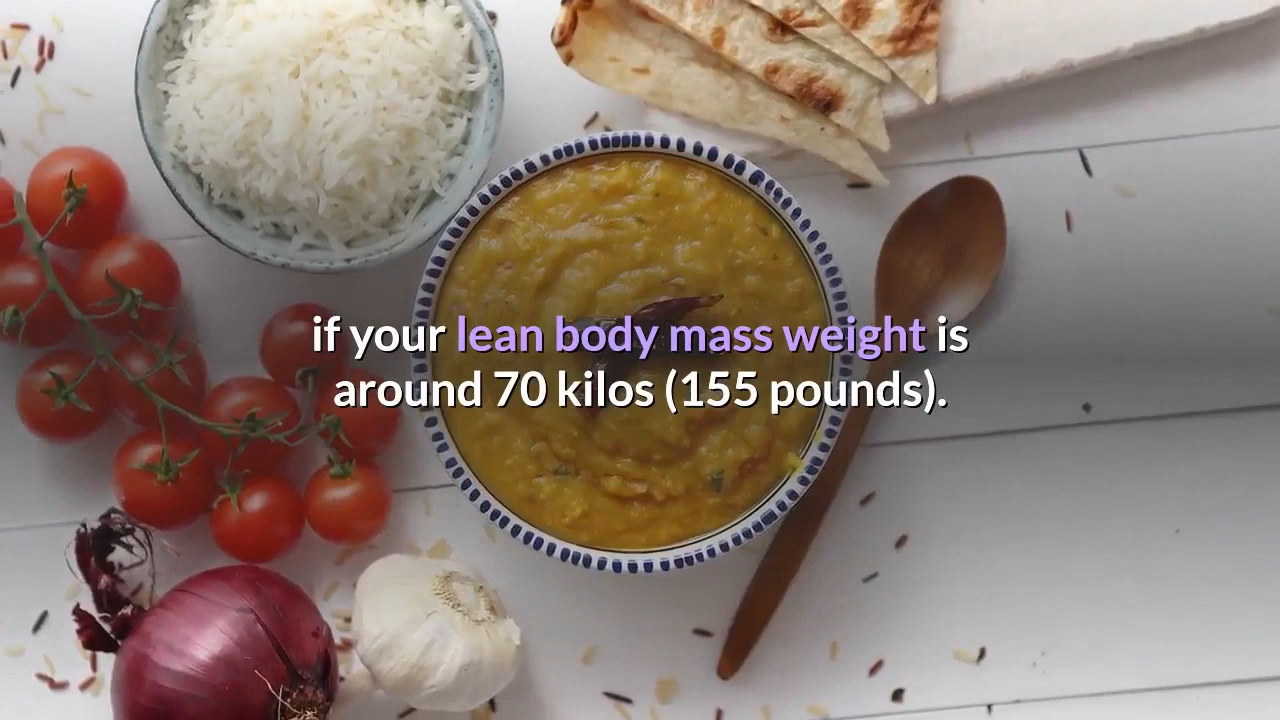 if your lean body mass weight is
around 70 kilos (155 pounds).